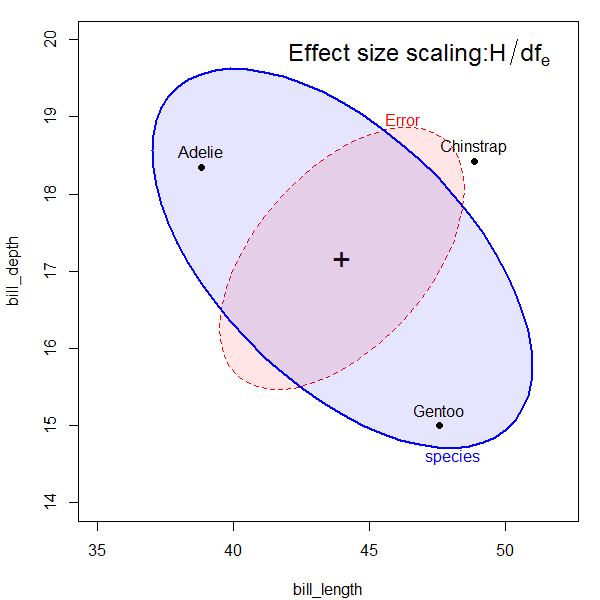 Effect size scaling:H/dfe
Error
Chinstrap
Adelie
Gentoo
species
bill_depth
20
19
18
17
16
15
14
35 40 45 50
bill_length